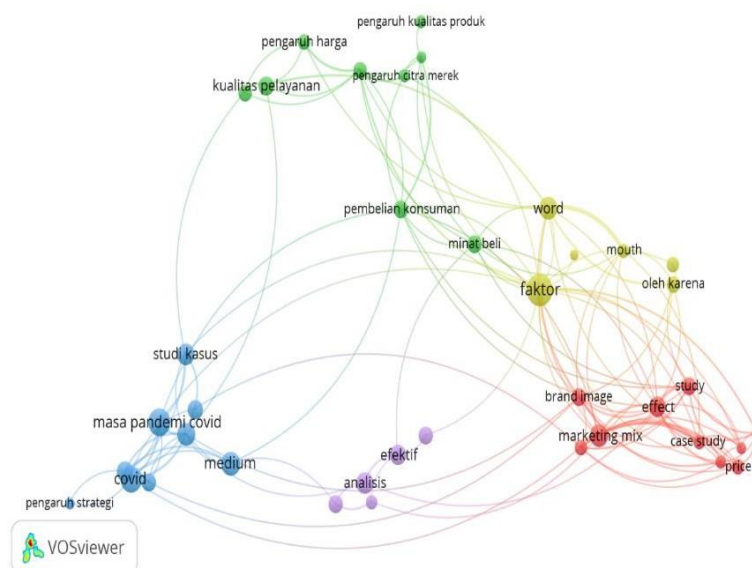 pengaruh kualitas produk
pengaruh harga
pengaruh citra merek
kualitas pelayanan
pembelian konsuman
word
minat beli
mouth
faktor
oleh karena
studi kasus
study
brand image
effect
masa pandemi covid
marketing mix
case study
efektif
medium
price
covid
analisis
pengaruh strategi
VOSviewer